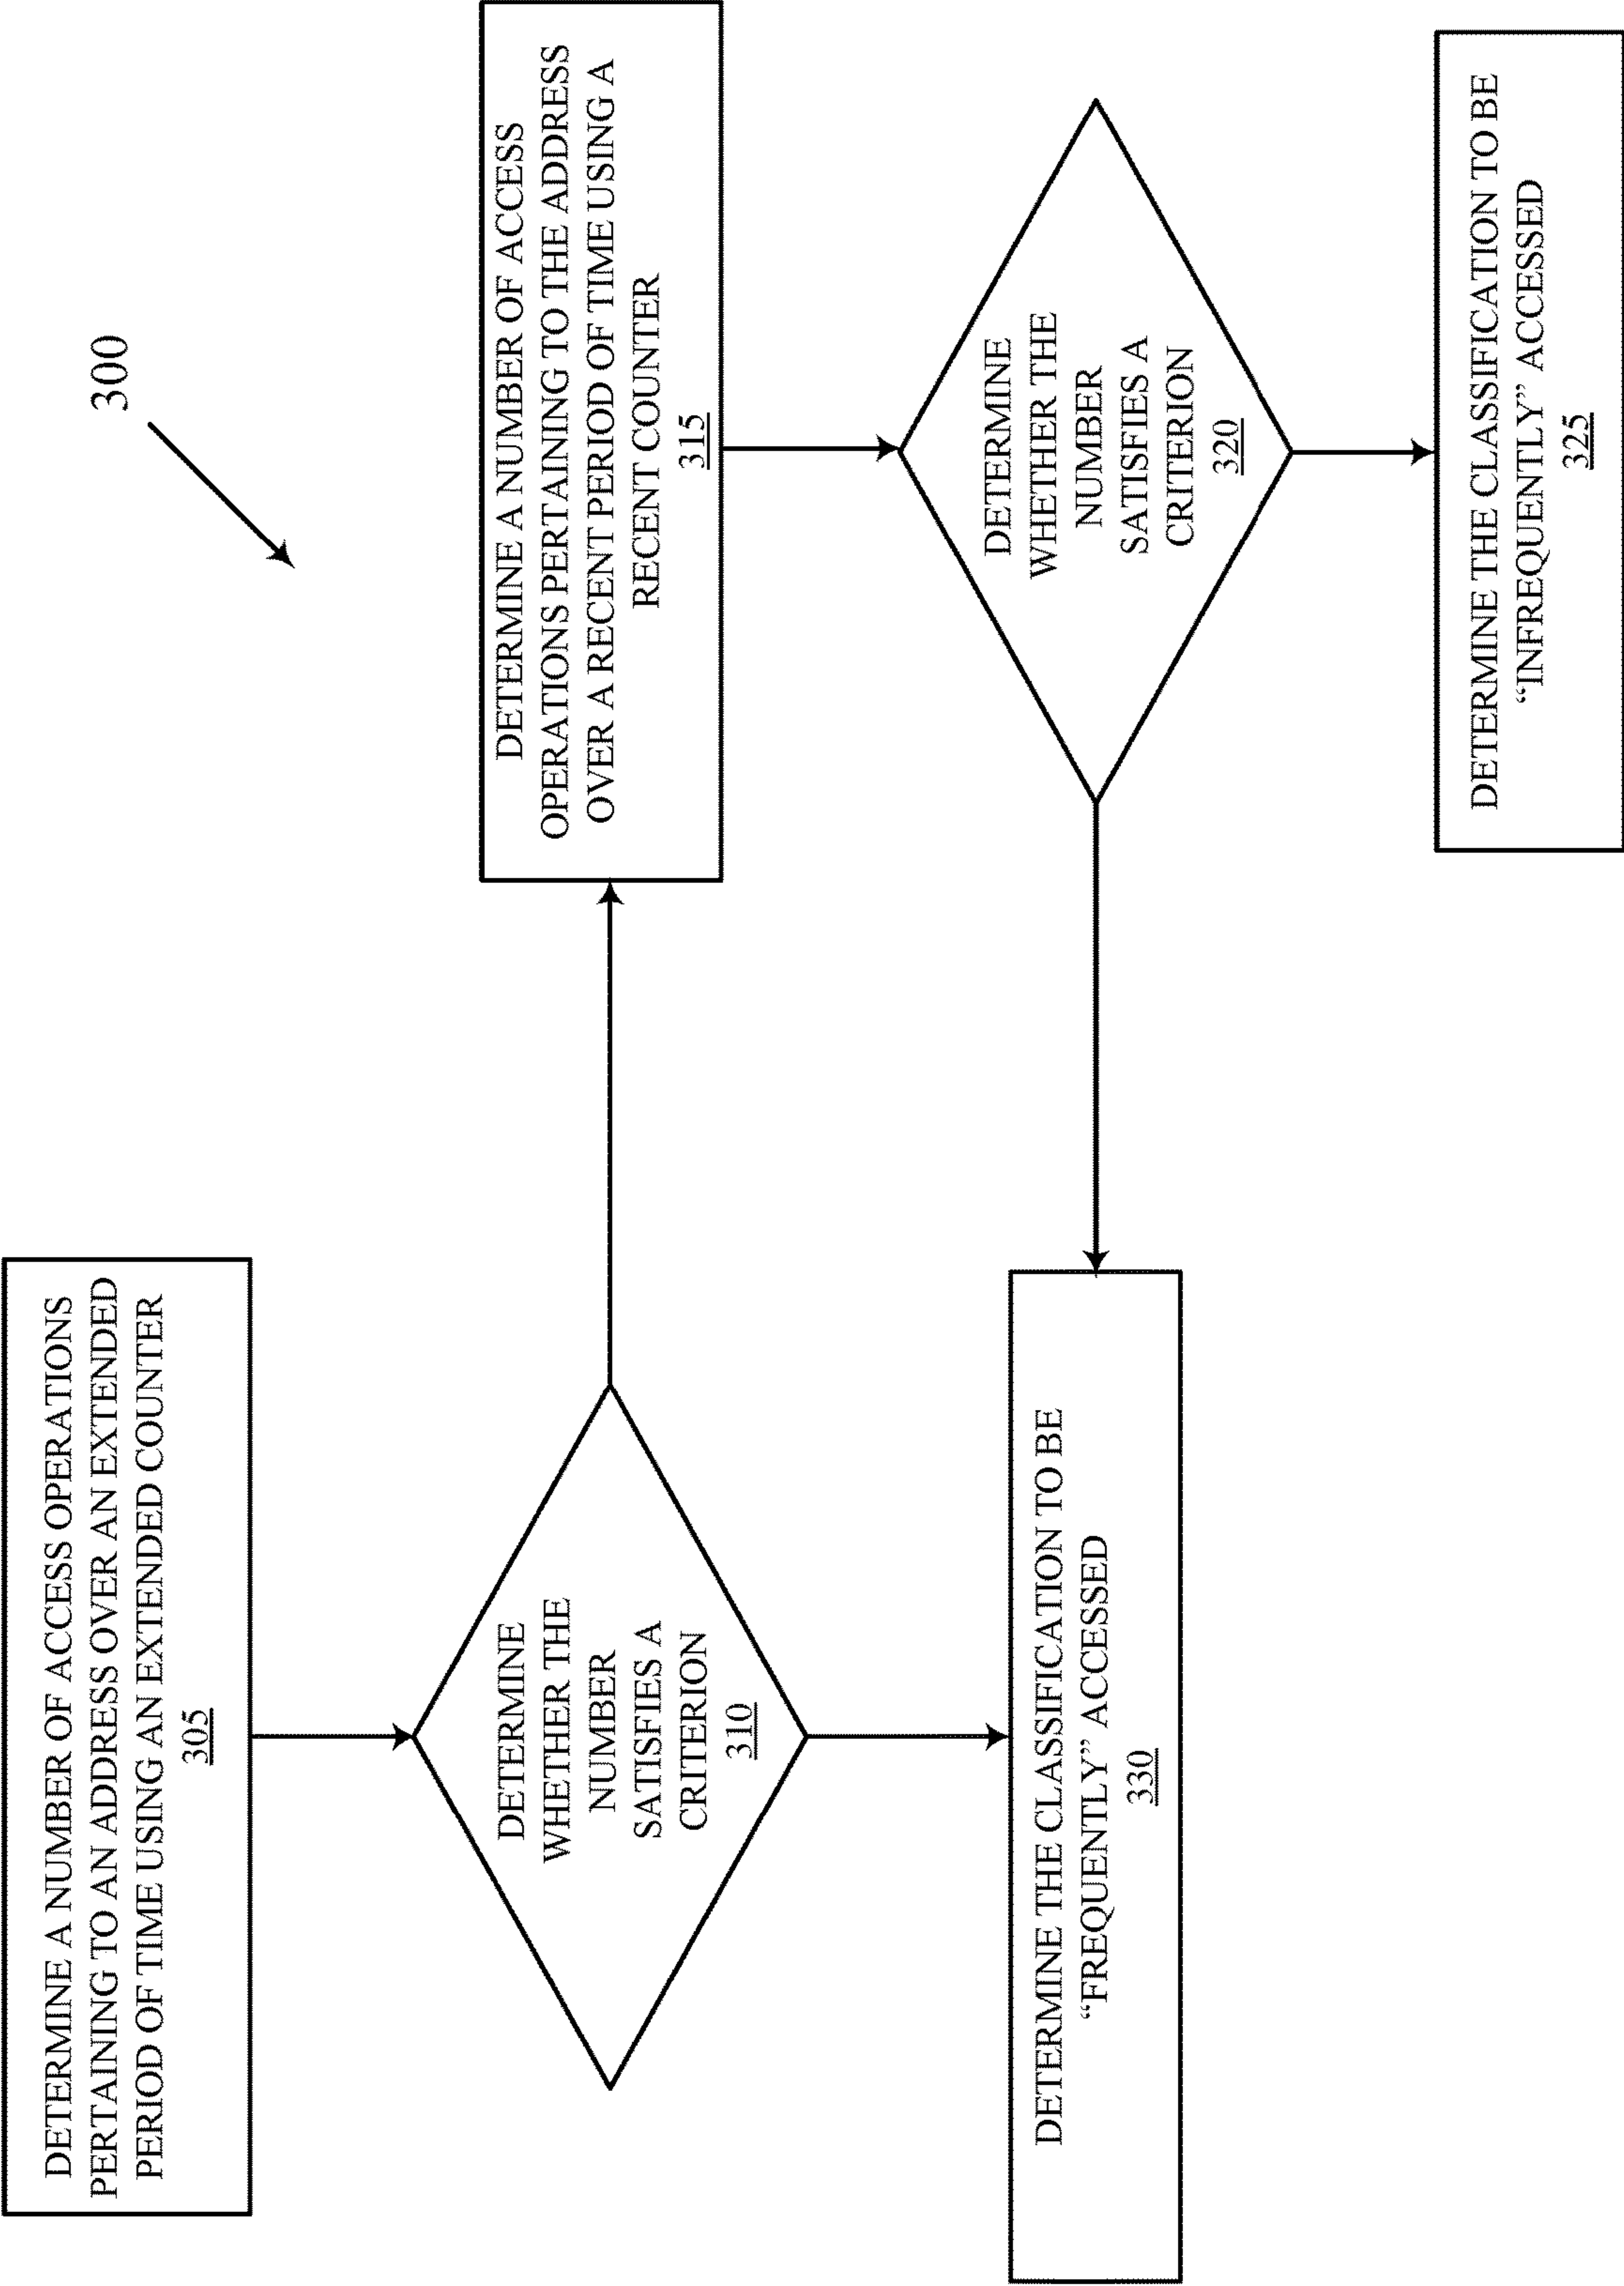 300
DETERMINE A NUMBER OF ACCESS OPERATIONS
PERTAINING TO AN ADDRESS OVER AN EXTENDED
PERIOD OF TIME USING AN EXTENDED COUNTER
305
DETERMINE
WHETHER THE
NUMBER
SATISFIES A
CRITERION
310
DETERMINE A NUMBER OF ACCESS
OPERATIONS PERTAINING TO THE ADDRESS
OVER A RECENT PERIOD OF TIME USING A
RECENT COUNTER
315
DETERMINE
WHETHER THE
NUMBER
SATISFIES A
CRITERION
320
DETERMINE THE CLASSIFICATION TO BE
“INFREQUENTLY” ACCESSED
325
DETERMINE THE CLASSIFICATION TO BE
“FREQUENTLY” ACCESSED
330